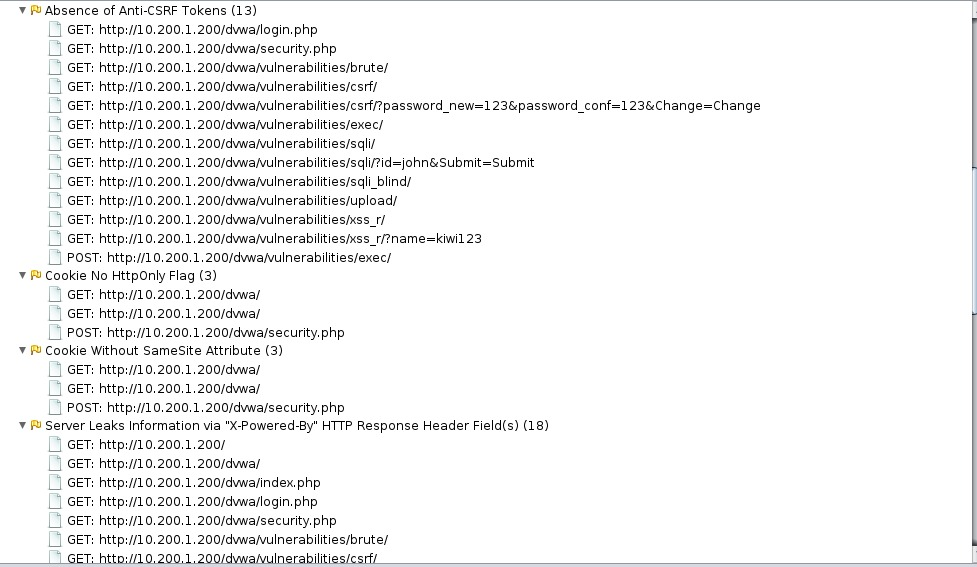 Absence of Anti-CSRF Tokens (13)
GET: http://10.200.1.200/dvwa/login.php
GET: http://10.200.1.200/dvwa/security.php
GET: http://10.200.1.200/dvwa/vulnerabilities/brute/
GET: http://10.200.1.200/dvwa/vulnerabilities/csrf/
GET: http://10.200.1.200/dvwa/vulnerabilities/csrf/?password_new=123&password_conf=123&Change=Change
GET: http://10.200.1.200/dvwa/vulnerabilities/exec/
GET: http://10.200.1.200/dvwa/vulnerabilities/sqli/
GET: http://10.200.1.200/dvwa/vulnerabilities/sqli/?id=john&Submit=Submit
GET: http://10.200.1.200/dvwa/vulnerabilities/sqli_blind/
GET: http://10.200.1.200/dvwa/vulnerabilities/upload/
GET: http://10.200.1.200/dvwa/vulnerabilities/xss_r/
GET: http://10.200.1.200/dvwa/vulnerabilities/xss_r/?name=kiwi123
POST: http://10.200.1.200/dvwa/vulnerabilities/exec/
Cookie No HttpOnly Flag (3)
GET: http://10.200.1.200/dvwa/
GET: http://10.200.1.200/dvwa/
POST: http://10.200.1.200/dvwa/security.php
Cookie Without SameSite Attribute (3)
GET: http://10.200.1.200/dvwa/
GET: http://10.200.1.200/dvwa/
POST: http://10.200.1.200/dvwa/security.php
Server Leaks Information via "X-Powered-By" HTTP Response Header Field(s) (18)
GET: http://10.200.1.200/
GET: http://10.200.1.200/dvwa/
GET: http://10.200.1.200/dvwa/index.php
GET: http://10.200.1.200/dvwa/login.php
GET: http://10.200.1.200/dvwa/security.php
GET: http://10.200.1.200/dvwa/vulnerabilities/brute/
GET: http://10.200.1.200/dvwa/vulnerabilities/csrf/